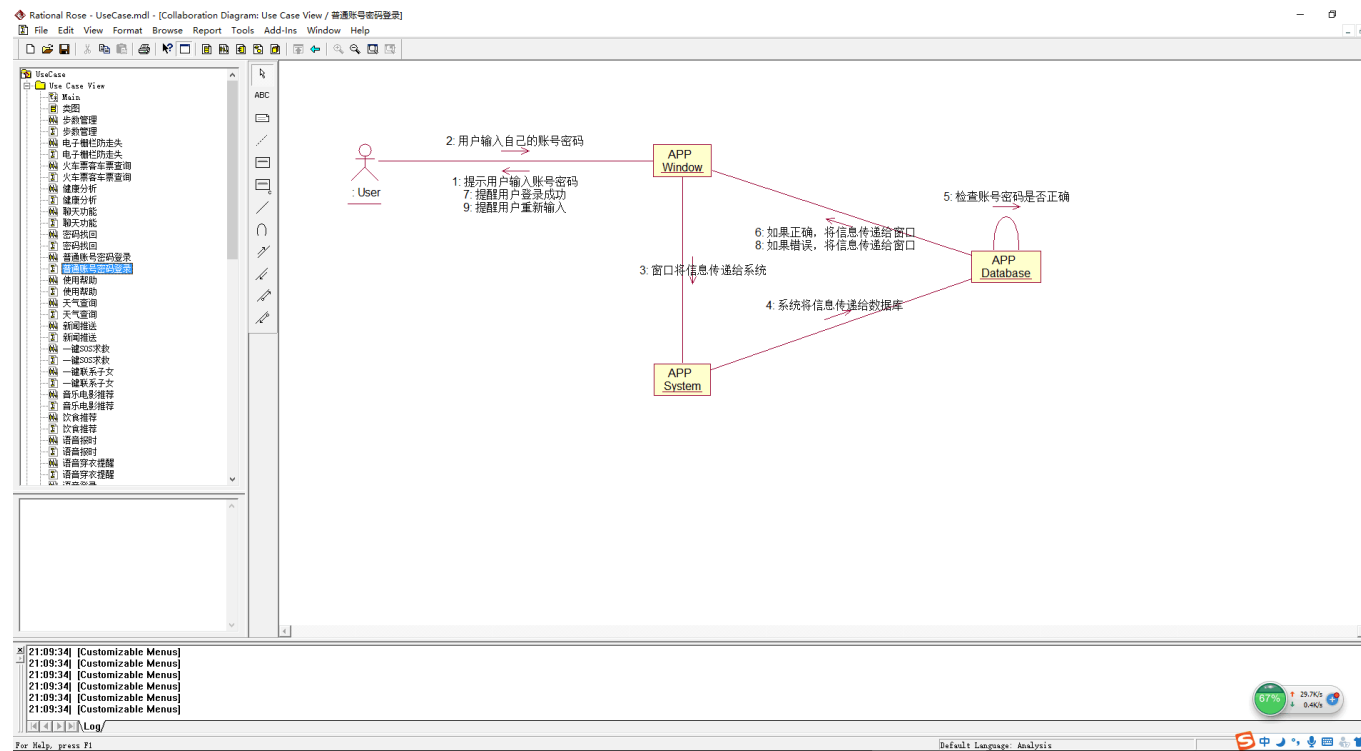 Rational Rose - UseCase.mdl - [Collaboration Diagram: Use Case View / 普通账号密码登录]
File Edit View Format Browse Report Tools Add-Ins Window Help
UseCase
Use Case View
Main
类图
步数管理
步数管理
电子栅栏防走失
电子栅栏防走失
火车票客车票查询
火车票客车票查询
健康分析
健康分析
聊天功能
聊天功能
密码找回
密码找回
普通账号密码登录
普通账号密码登录
使用帮助
使用帮助
天气查询
天气查询
新闻推送
新闻推送
一键SOS求救
一键SOS求救
一键联系子女
一键联系子女
音乐电影推荐
音乐电影推荐
饮食推荐
饮食推荐
语音报时
语音报时
语音穿衣提醒
语音穿衣提醒
语音登录
ABC
2: 用户输入自己的账号密码
: User
1: 提示用户输入账号密码
7: 提醒用户登录成功
9: 提醒用户重新输入
APP
Window
5: 检查账号密码是否正确
6: 如果正确，将信息传递给窗口
8: 如果错误，将信息传递给窗口
APP
Database
3: 窗口将信息传递给系统
4: 系统将信息传递给数据库
APP
System
21:09:34| [Customizable Menus]
21:09:34| [Customizable Menus]
21:09:34| [Customizable Menus]
21:09:34| [Customizable Menus]
21:09:34| [Customizable Menus]
21:09:34| [Customizable Menus]
Log
67%
29.7K/s
0.4K/s
For Help, press F1
Default Language: Analysis
中